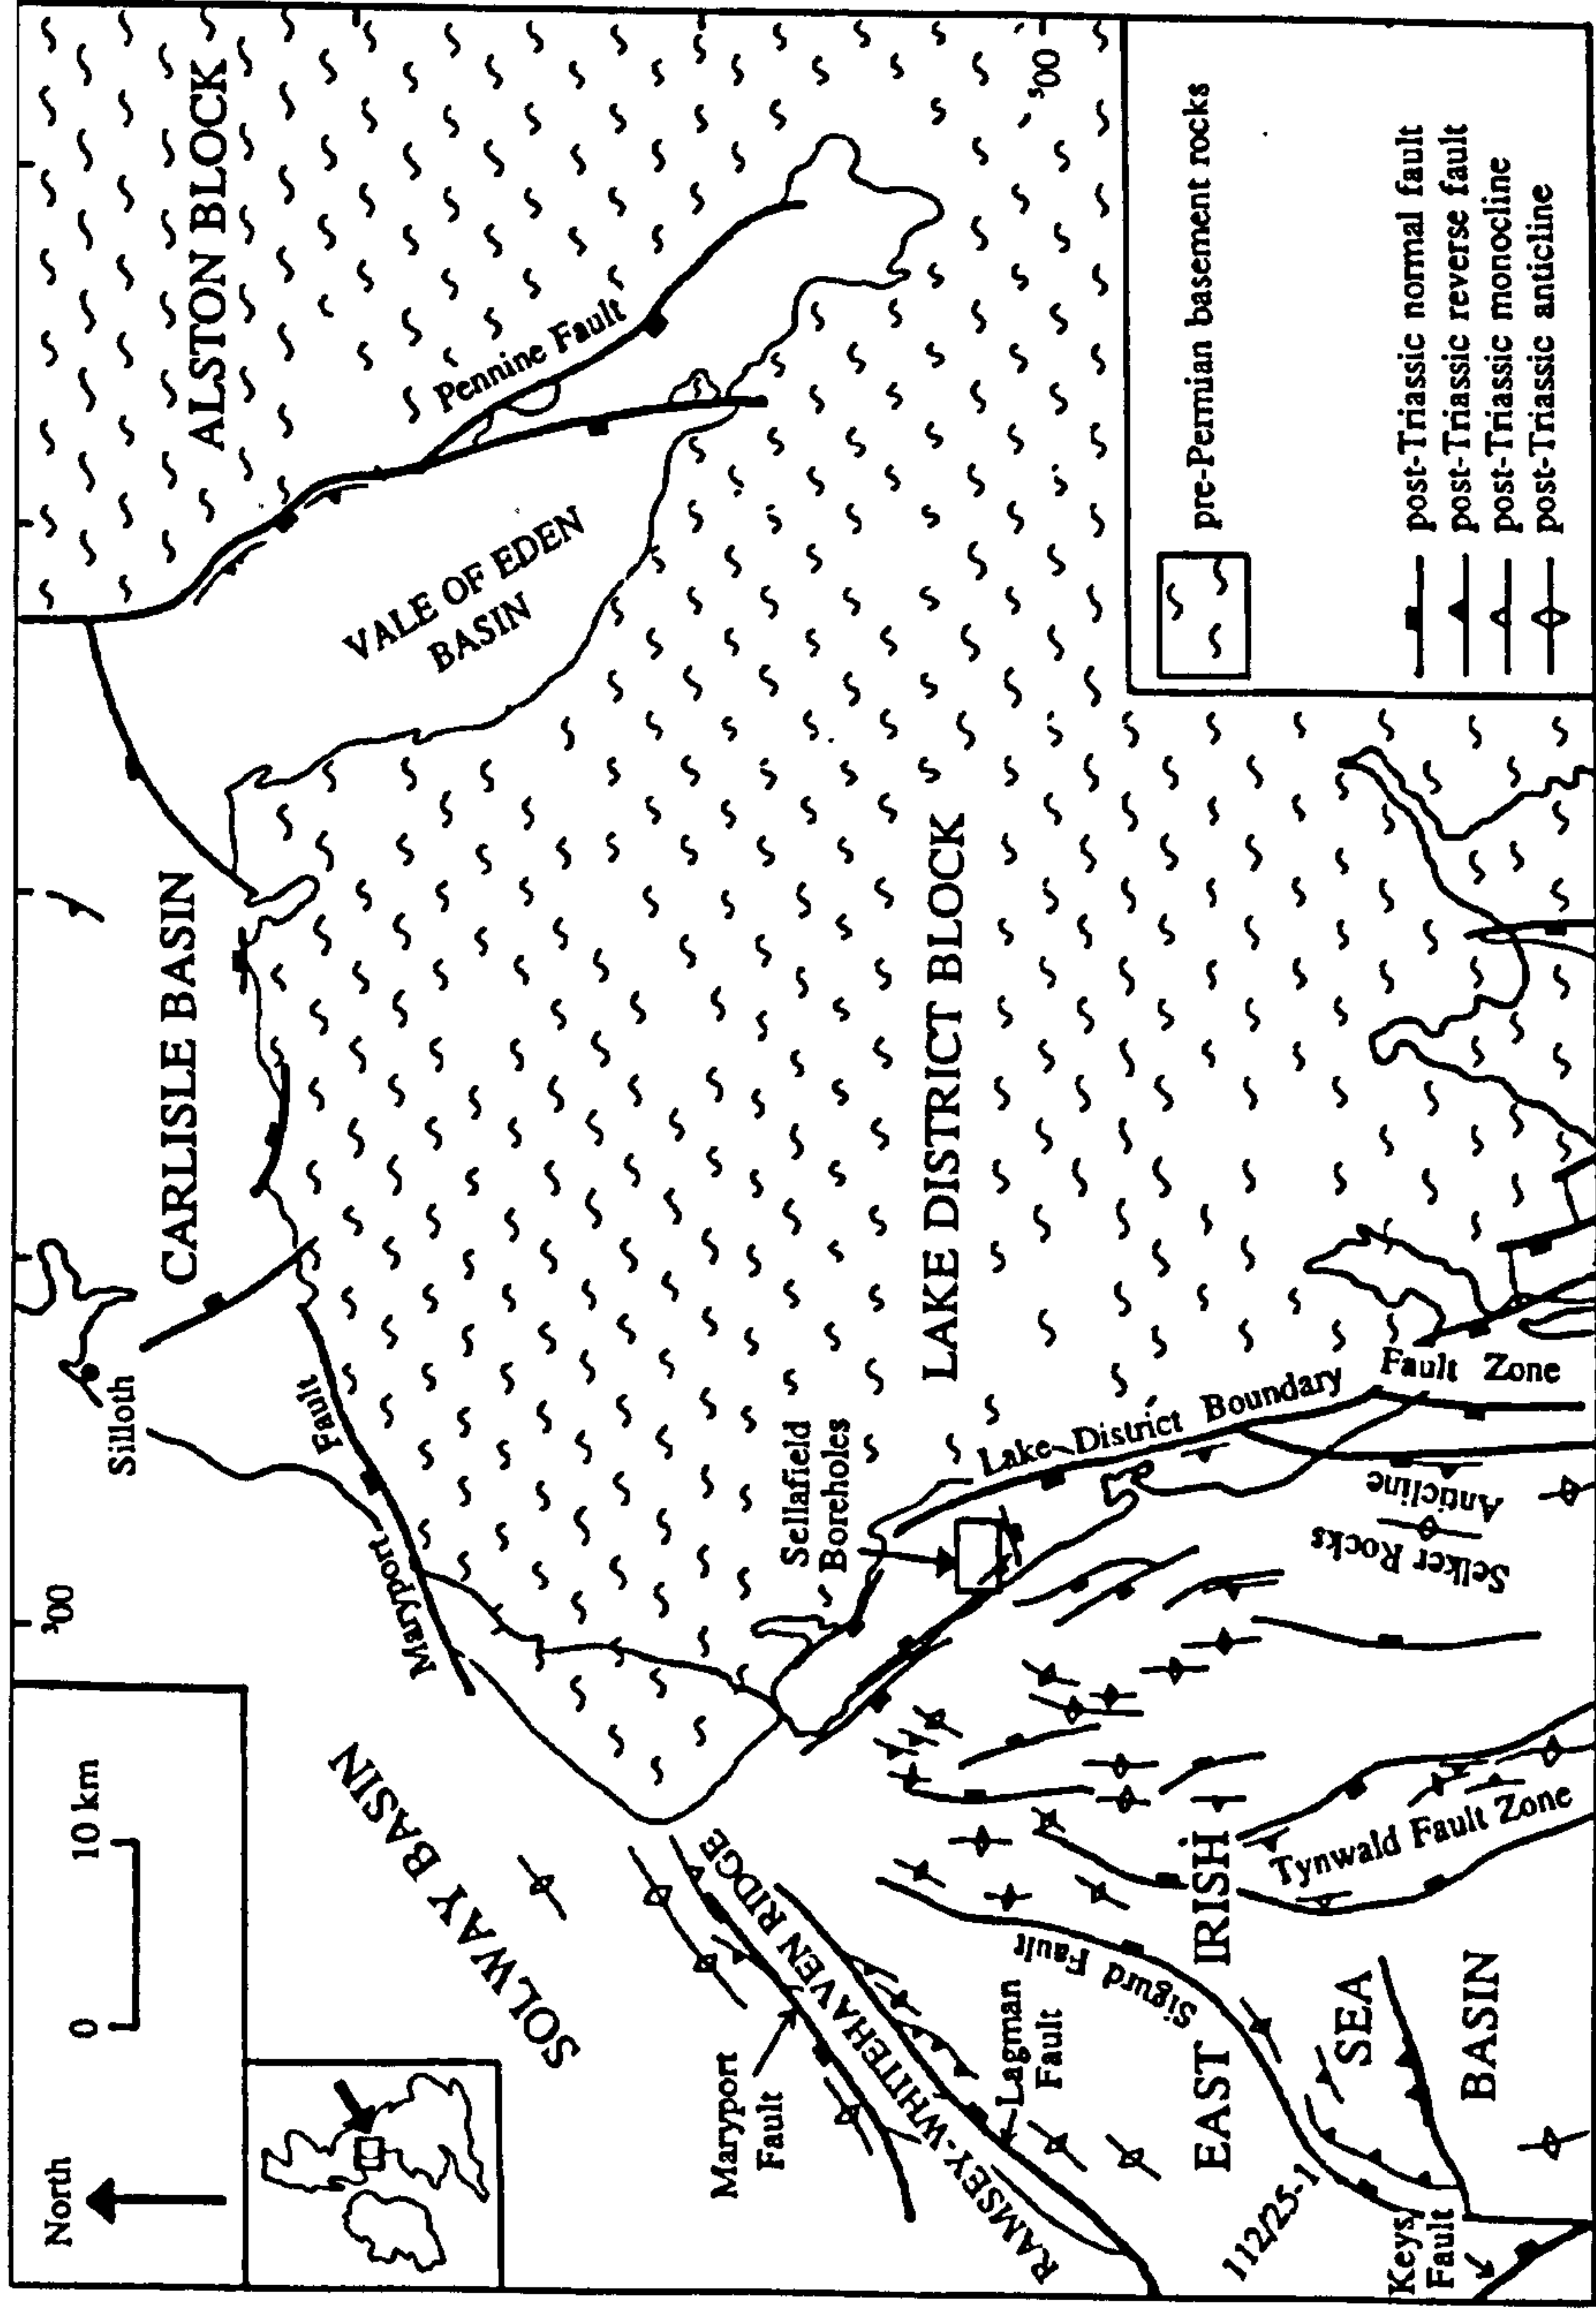 North
0 10 km
³00
Silloth
CARLISLE BASIN
ALSTON BLOCK
Pennine Fault
VALE OF EDEN
BASIN
SOLWAY BASIN
Maryport Fault
Maryport
Fault
RAMSEY-WHITEHAVEN RIDGE
Lagman
Fault
Sellafield
Boreholes
LAKE DISTRICT BLOCK
⁵00
Lake District Boundary Fault Zone
Sigurd Fault
EAST IRISH
SEA
BASIN
Tynwald Fault Zone
Selker Rocks
Anticline
112/25-1
Keys
Fault
pre-Permian basement rocks
post-Triassic normal fault
post-Triassic reverse fault
post-Triassic monocline
post-Triassic anticline